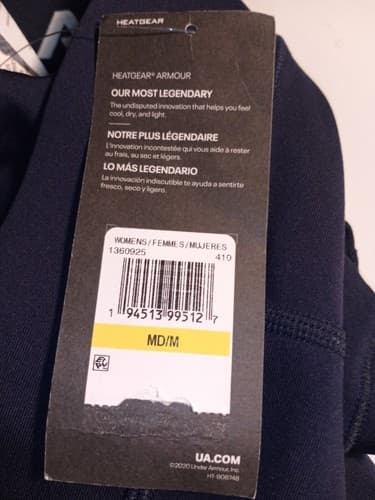 HEATGEAR
HEATGEAR® ARMOUR
OUR MOST LEGENDARY
The undisputed innovation that helps you feel
cool, dry, and light.
NOTRE PLUS LÉGENDAIRE
L'innovation incontestée qui vous aide à rester
au frais, au sec et légers.
LO MÁS LEGENDARIO
La innovación indiscutible te ayuda a sentirte
fresco, seco y ligero.
WOMENS/FEMMES/MUJERES
1360925 410
1 94513 99512 7
MD/M
UA.COM
©2020 Under Armour, Inc.
HT-908748